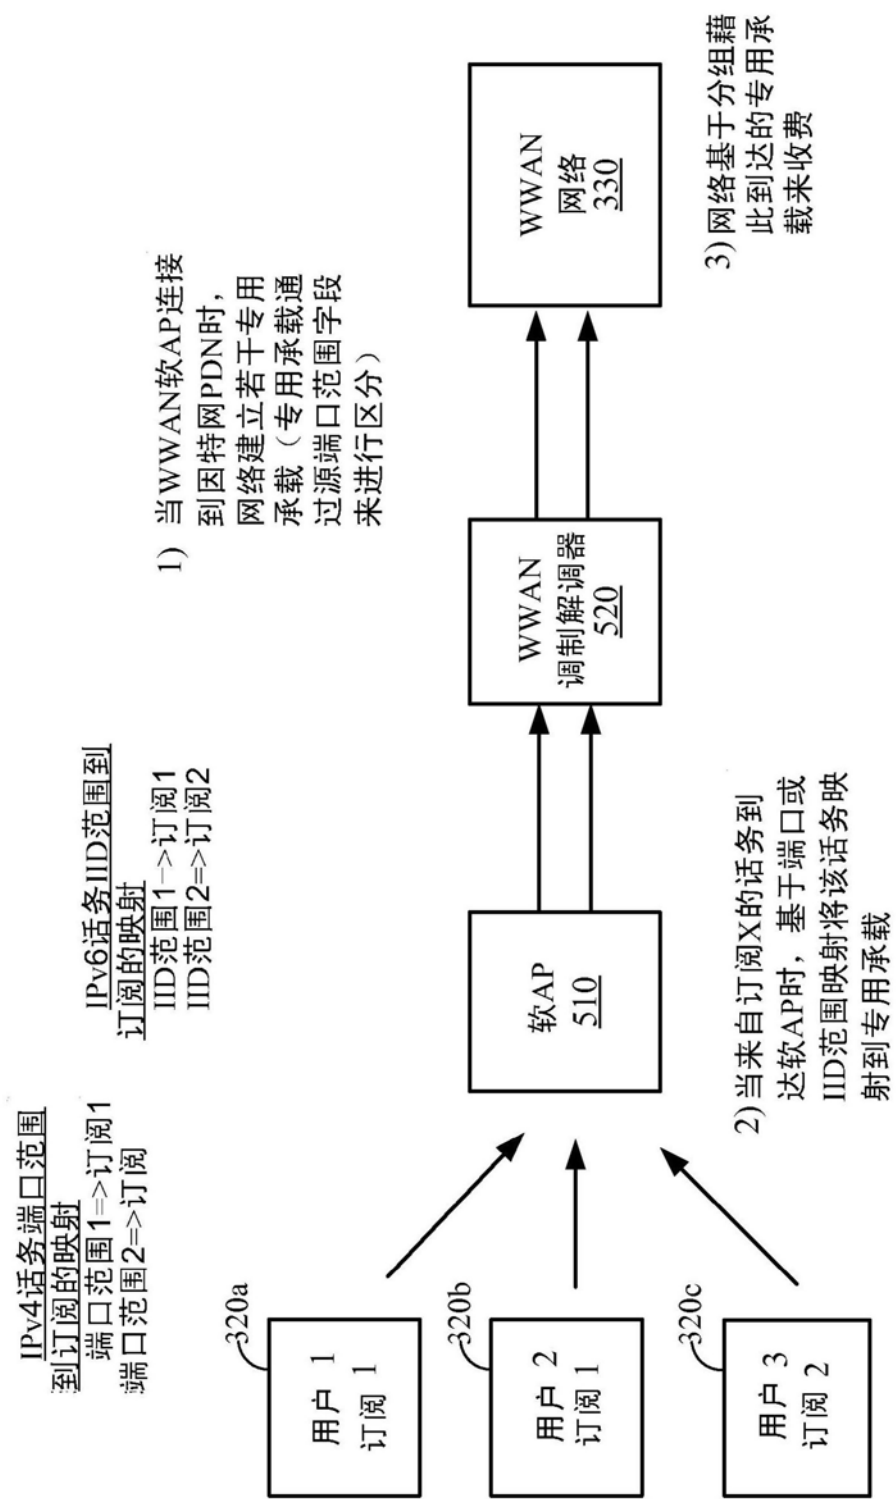 IPv4话务端口范围
到订阅的映射
端口范围1=>订阅1
端口范围2=>订阅
IPv6话务IID范围到
订阅的映射
IID范围1->订阅1
IID范围2=>订阅2
1) 当WWAN软AP连接
到因特网PDN时，
网络建立若干专用
承载（专用承载通
过源端口范围字段
来进行区分）
320a
用户 1
订阅 1
320b
用户 2
订阅 1
320c
用户 3
订阅 2
软AP
510
WWAN
调制解调器
520
WWAN
网络
330
2)当来自订阅X的话务到
达软AP时，基于端口或
IID范围映射将该话务映
射到专用承载
3)网络基于分组藉
此到达的专用承
载来收费